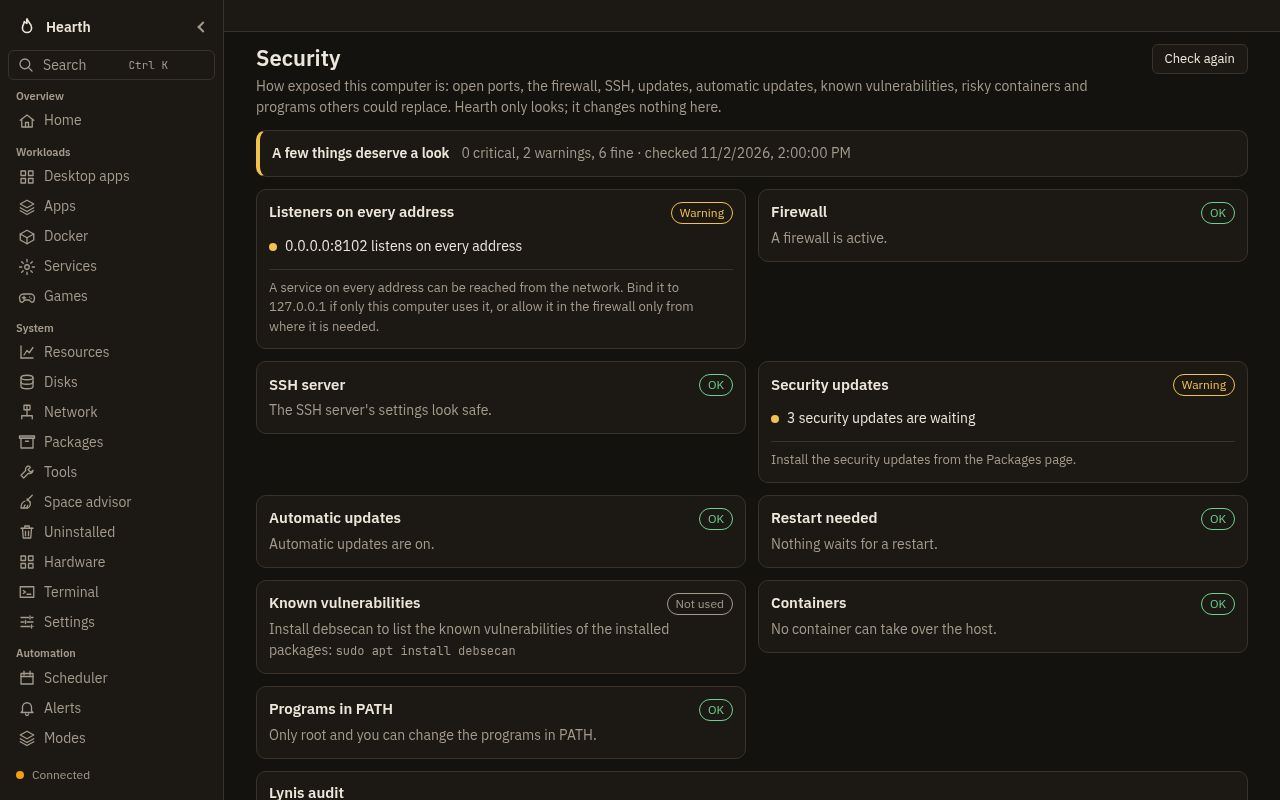 Hearth
Search Ctrl K
Overview
Home
Workloads
Desktop apps
Apps
Docker
Services
Games
System
Resources
Disks
Network
Packages
Tools
Space advisor
Uninstalled
Hardware
Terminal
Settings
Automation
Scheduler
Alerts
Modes
Connected
Security
Check again
How exposed this computer is: open ports, the firewall, SSH, updates, automatic updates, known vulnerabilities, risky containers and
programs others could replace. Hearth only looks; it changes nothing here.
A few things deserve a look 0 critical, 2 warnings, 6 fine · checked 11/2/2026, 2:00:00 PM
Listeners on every address Warning
0.0.0.0:8102 listens on every address
A service on every address can be reached from the network. Bind it to
127.0.0.1 if only this computer uses it, or allow it in the firewall only from
where it is needed.
Firewall OK
A firewall is active.
SSH server OK
The SSH server's settings look safe.
Security updates Warning
3 security updates are waiting
Install the security updates from the Packages page.
Automatic updates OK
Automatic updates are on.
Restart needed OK
Nothing waits for a restart.
Known vulnerabilities Not used
Install debsecan to list the known vulnerabilities of the installed
packages: sudo apt install debsecan
Containers OK
No container can take over the host.
Programs in PATH OK
Only root and you can change the programs in PATH.
Lynis audit